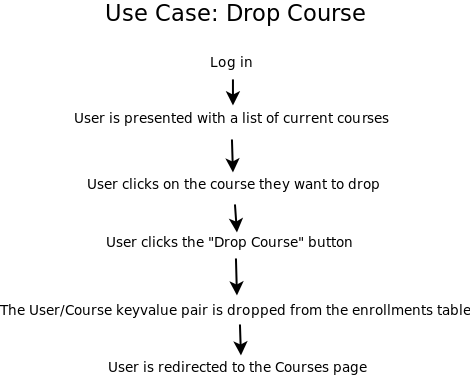 Use Case: Drop Course
Log in
User is presented with a list of current courses
User clicks on the course they want to drop
User clicks the "Drop Course" button
The User/Course keyvalue pair is dropped from the enrollments table
User is redirected to the Courses page